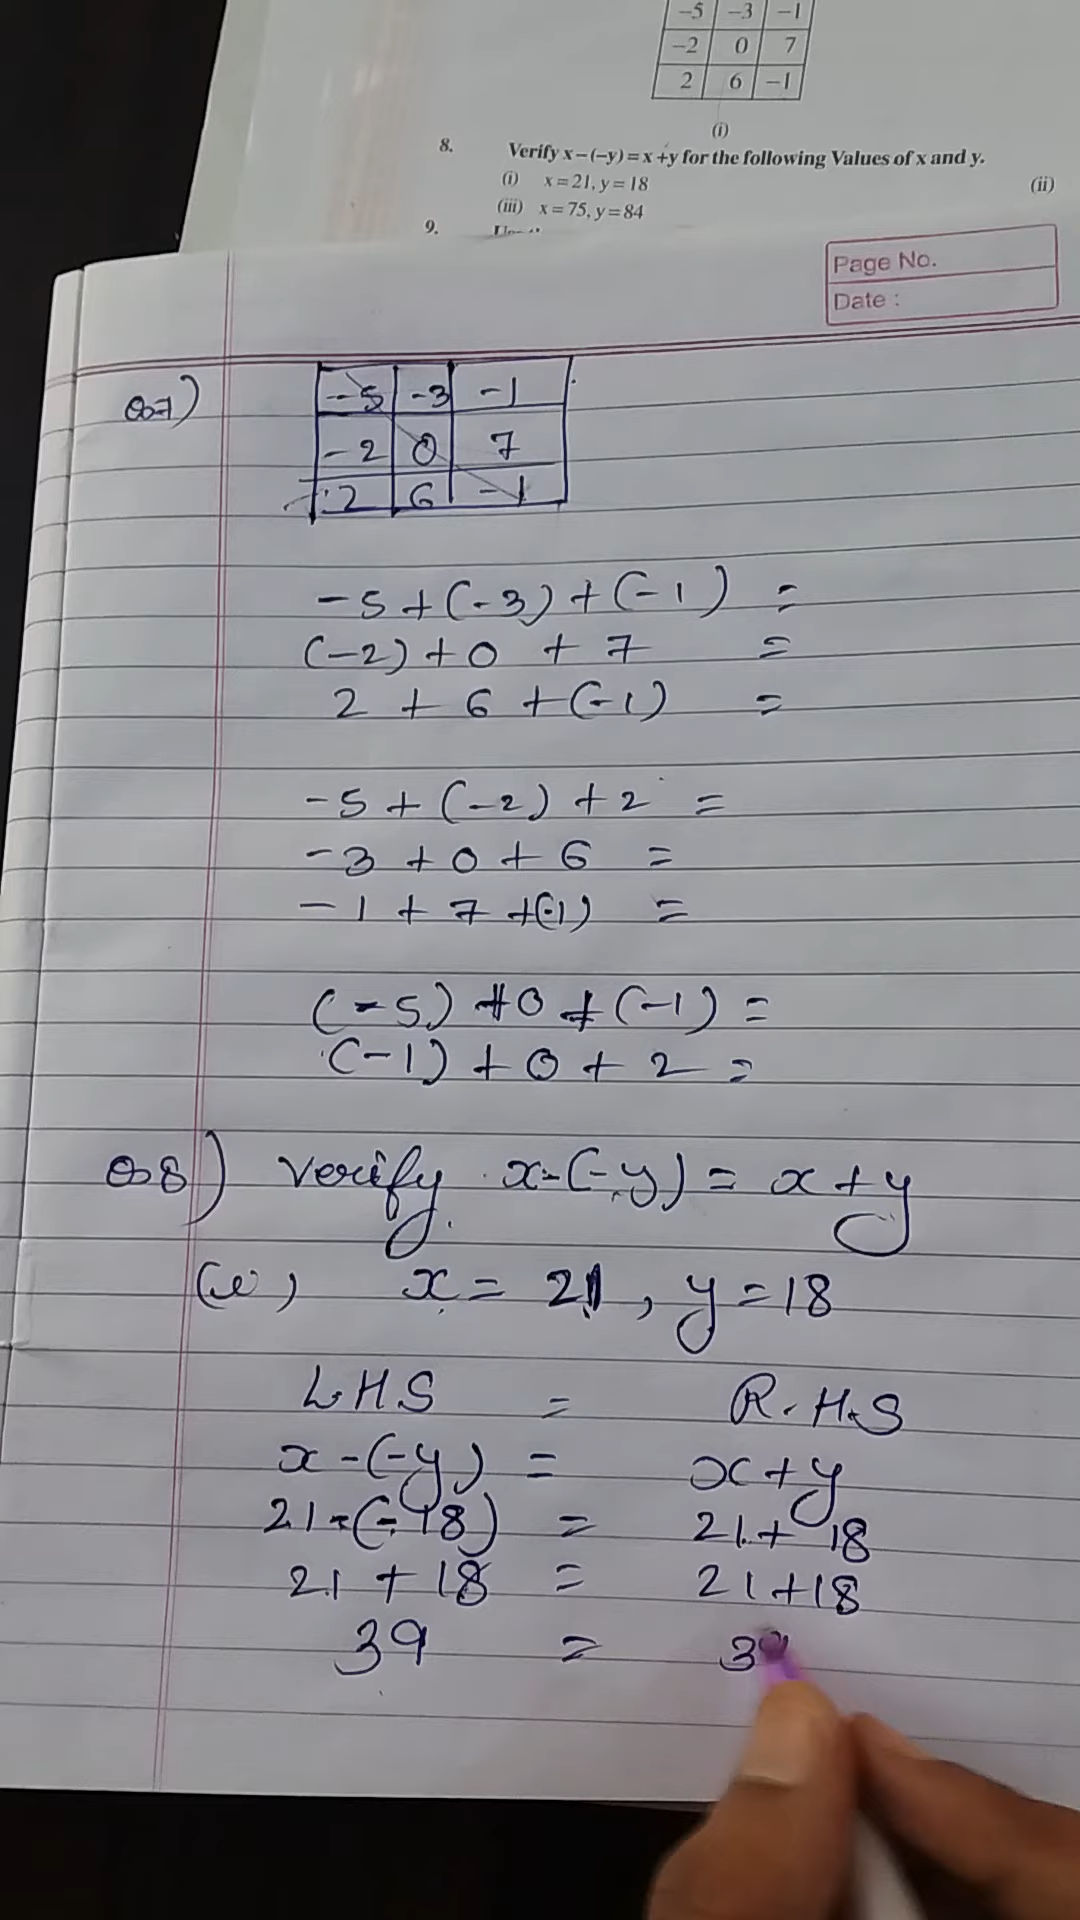 -5 -3 -1
-2 0 7
2 6 -1
(i)
8. Verify x-(-y)=x+y for the following Values of x and y.
(i) x=21, y=18 (ii)
(iii) x=75, y=84
9.
Page No.
Date :
Q7)
-5 -3 -1
-2 0 7
2 6 -1
-5+(-3)+(-1) =
(-2)+0 + 7 =
2 + 6 +(-1) =
-5+(-2)+2 =
-3+0+6 =
-1+7+(-1) =
(-5)+0+(-1)=
(-1)+0+2=
Q8) Verify x-(-y)=x+y
(i) x=21, y=18
LHS = R.H.S
x-(-y) = x+y
21-(-18) = 21+18
21+18 = 21+18
39 = 39